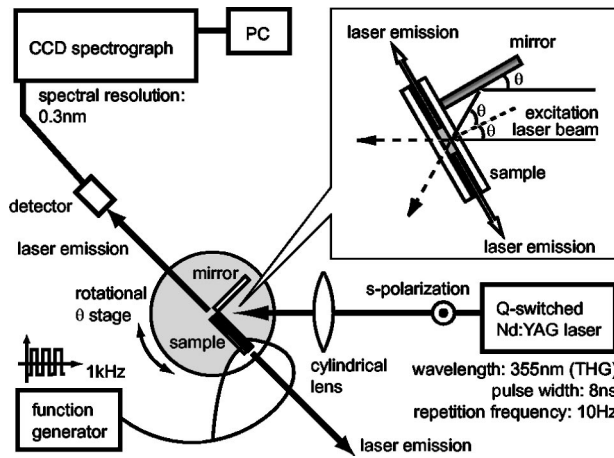 CCD spectrograph
PC
spectral resolution:
0.3nm
detector
laser emission
rotational
θ stage
mirror
sample
1kHz
function
generator
laser emission
mirror
θ
θ
θ
excitation
laser beam
sample
laser emission
s-polarization
Q-switched
Nd:YAG laser
cylindrical
lens
wavelength: 355nm (THG)
pulse width: 8ns
repetition frequency: 10Hz
laser emission